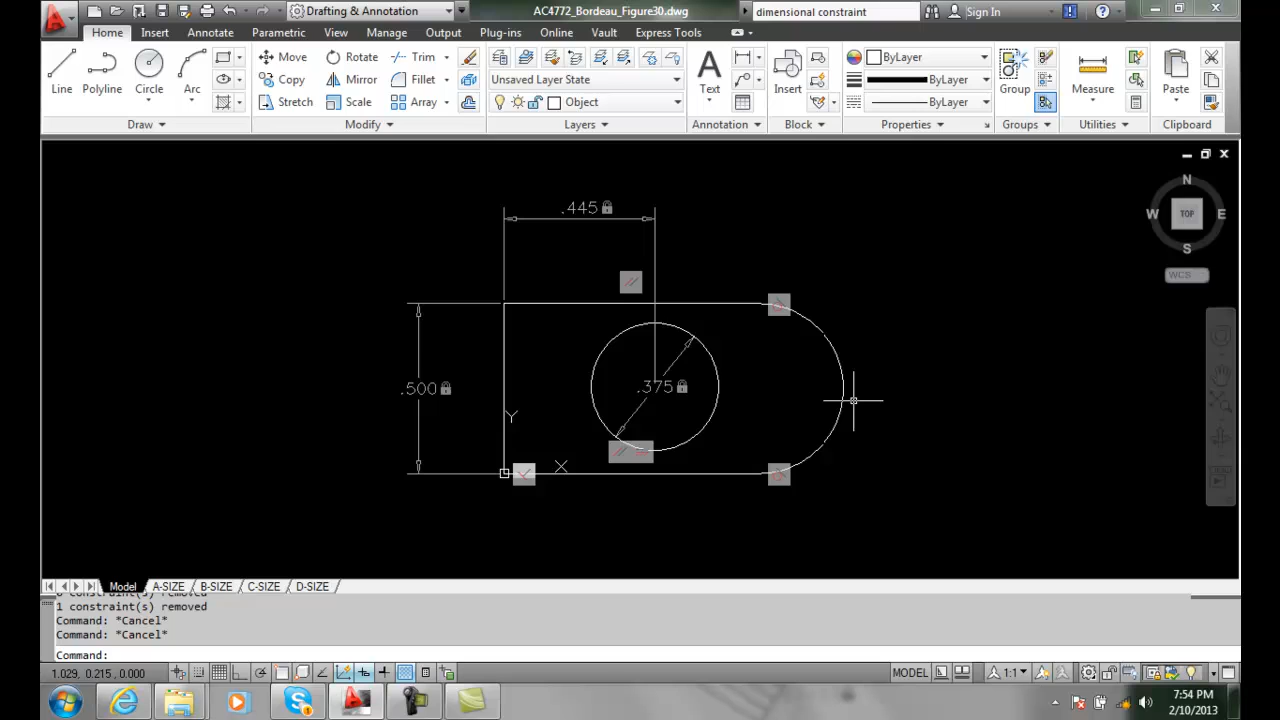 Drafting & Annotation
AC4772_Bordeau_Figure30.dwg
dimensional constraint
Sign In
Home
Insert
Annotate
Parametric
View
Manage
Output
Plug-ins
Online
Vault
Express Tools
Line
Polyline
Circle
Arc
Move
Rotate
Trim
Copy
Mirror
Fillet
Stretch
Scale
Array
Unsaved Layer State
Object
Text
Insert
ByLayer
ByLayer
ByLayer
Group
Measure
Paste
Draw
Modify
Layers
Annotation
Block
Properties
Groups
Utilities
Clipboard
N
W
TOP
E
S
WCS
.445
.500
.375
Y
X
Model
A-SIZE
B-SIZE
C-SIZE
D-SIZE
0 constraint(s) removed
1 constraint(s) removed
Command: *Cancel*
Command: *Cancel*
Command:
1.029, 0.215, 0.000
MODEL
1:1
7:54 PM
2/10/2013